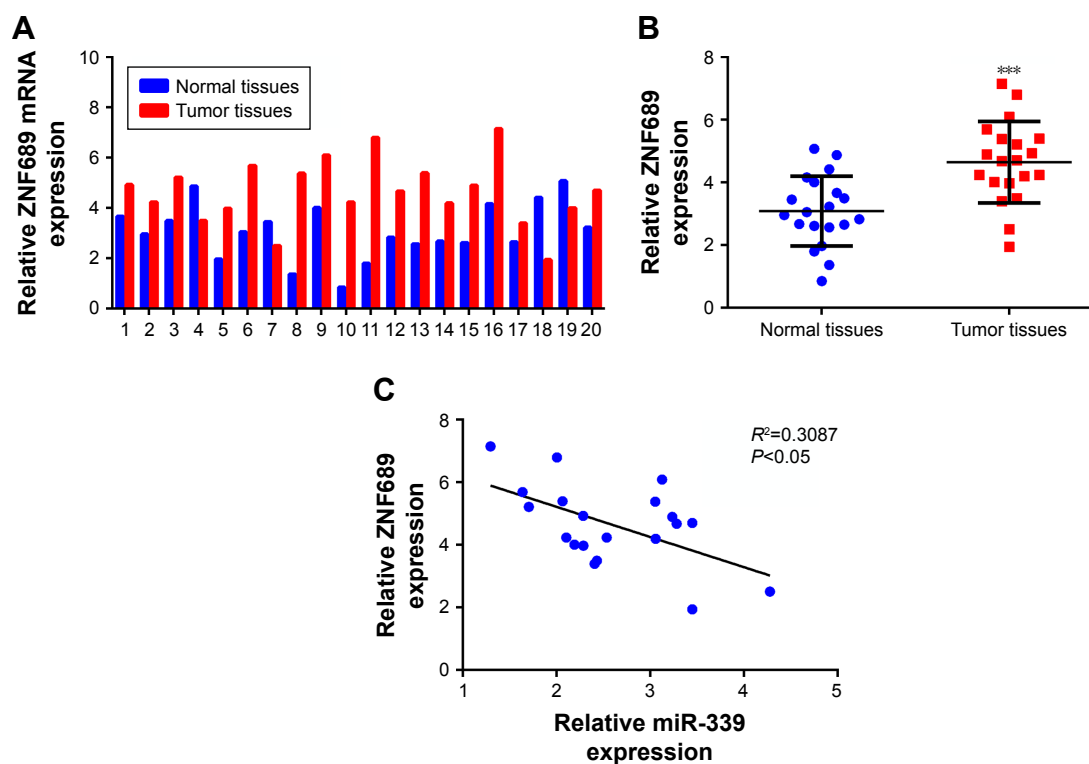 A
Relative ZNF689 mRNA
expression
10
8
6
4
2
0
Normal tissues
Tumor tissues
1 2 3 4 5 6 7 8 9 10 11 12 13 14 15 16 17 18 19 20
B
Relative ZNF689
expression
8
6
4
2
0
***
Normal tissues
Tumor tissues
C
Relative ZNF689
expression
8
6
4
2
0
R²=0.3087
P<0.05
1 2 3 4 5
Relative miR-339
expression